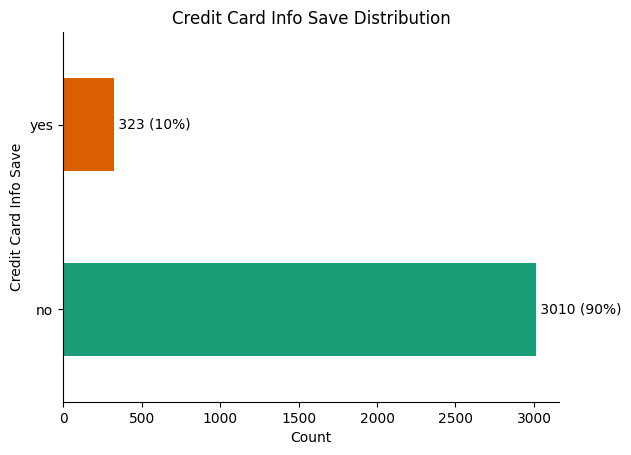 Credit Card Info Save Distribution
Credit Card Info Save
yes
323 (10%)
no
3010 (90%)
0 500 1000 1500 2000 2500 3000
Count